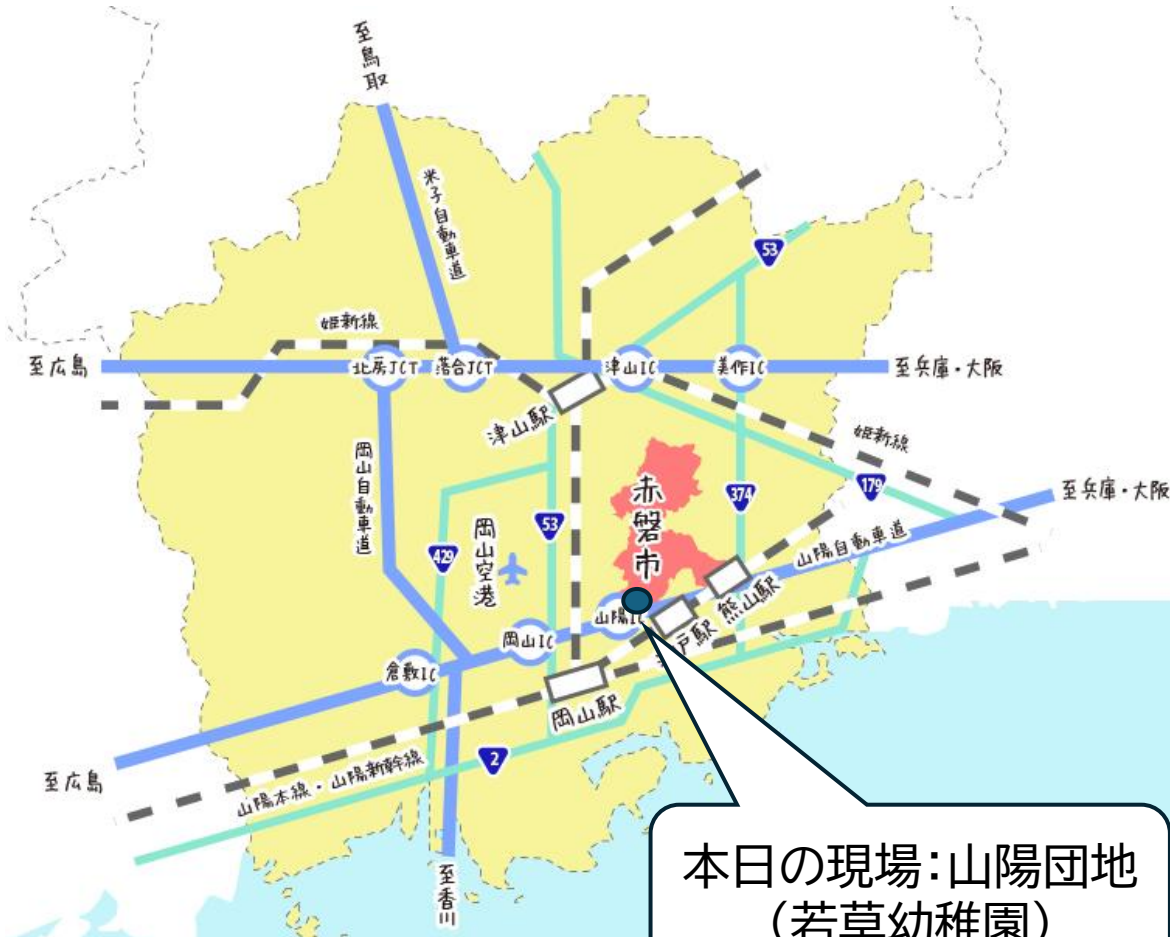 至鳥取
米子自動車道
53
姫新線
至広島
北房JCT
落合JCT
津山IC
美作IC
至兵庫・大阪
津山駅
姫新線
岡山自動車道
赤磐市
374
179
至兵庫・大阪
53
429
岡山空港
山陽自動車道
熊山駅
山陽IC
戸駅
岡山IC
倉敷IC
岡山駅
至広島
2
山陽本線・山陽新幹線
至香川
本日の現場:山陽団地
(若草幼稚園)